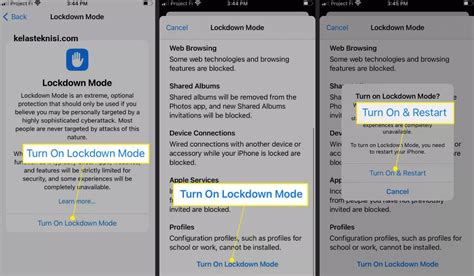 Project Fi
3:44 PM
Back
kelasteknisi.com
Lockdown Mode
Lockdown Mode is an extreme, optional
protection that should only be used if you
believe you may be personally targeted by a
highly sophisticated cyberattack. Most
people are never targeted by attacks of this
nature.
Turn On Lockdown Mode
strictly limited for
security, and some experiences will be
completely unavailable.
Learn more...
Turn On Lockdown Mode
Project Fi
3:44 PM
Cancel
Lockdown Mode
Web Browsing
Some web technologies and browsing
features are blocked.
Shared Albums
Shared albums will be removed from the
Photos app, and new Shared Albums
invitations are blocked.
Device Connections
Wired connections with another device or
accessory while your iPhone is locked are
blocked.
Apple Services
Turn On Lockdown Mode
invited are blocked.
Profiles
Configuration profiles, such as profiles for
school or work, cannot be installed.
Turn On Lockdown Mode
Project Fi
3:45 PM
Cancel
Lockdown Mode
Web Browsing
Some web technologies and browsing
features are blocked.
Turn on Lockdown Mode?
Turn On & Restart
unavailable.
To turn on Lockdown Mode, you
need to restart your iPhone.
Turn On & Restart
Cancel
invited are blocked.
Profiles
Configuration profiles, such as profiles for
school or work, cannot be installed.
Turn On Lockdown Mode